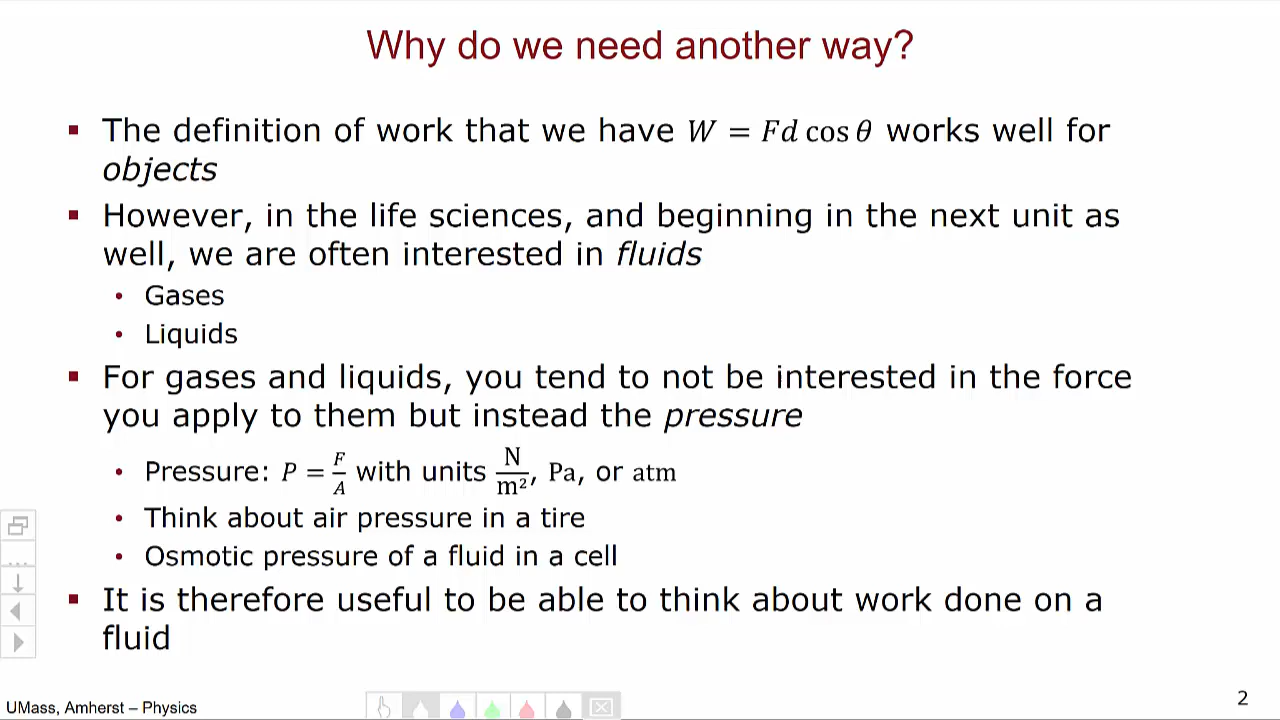 Why do we need another way?
The definition of work that we have W = Fd cos θ works well for
objects
However, in the life sciences, and beginning in the next unit as
well, we are often interested in fluids
Gases
Liquids
For gases and liquids, you tend to not be interested in the force
you apply to them but instead the pressure
Pressure: P = F/A with units N/m², Pa, or atm
Think about air pressure in a tire
Osmotic pressure of a fluid in a cell
It is therefore useful to be able to think about work done on a
fluid
UMass, Amherst – Physics
2